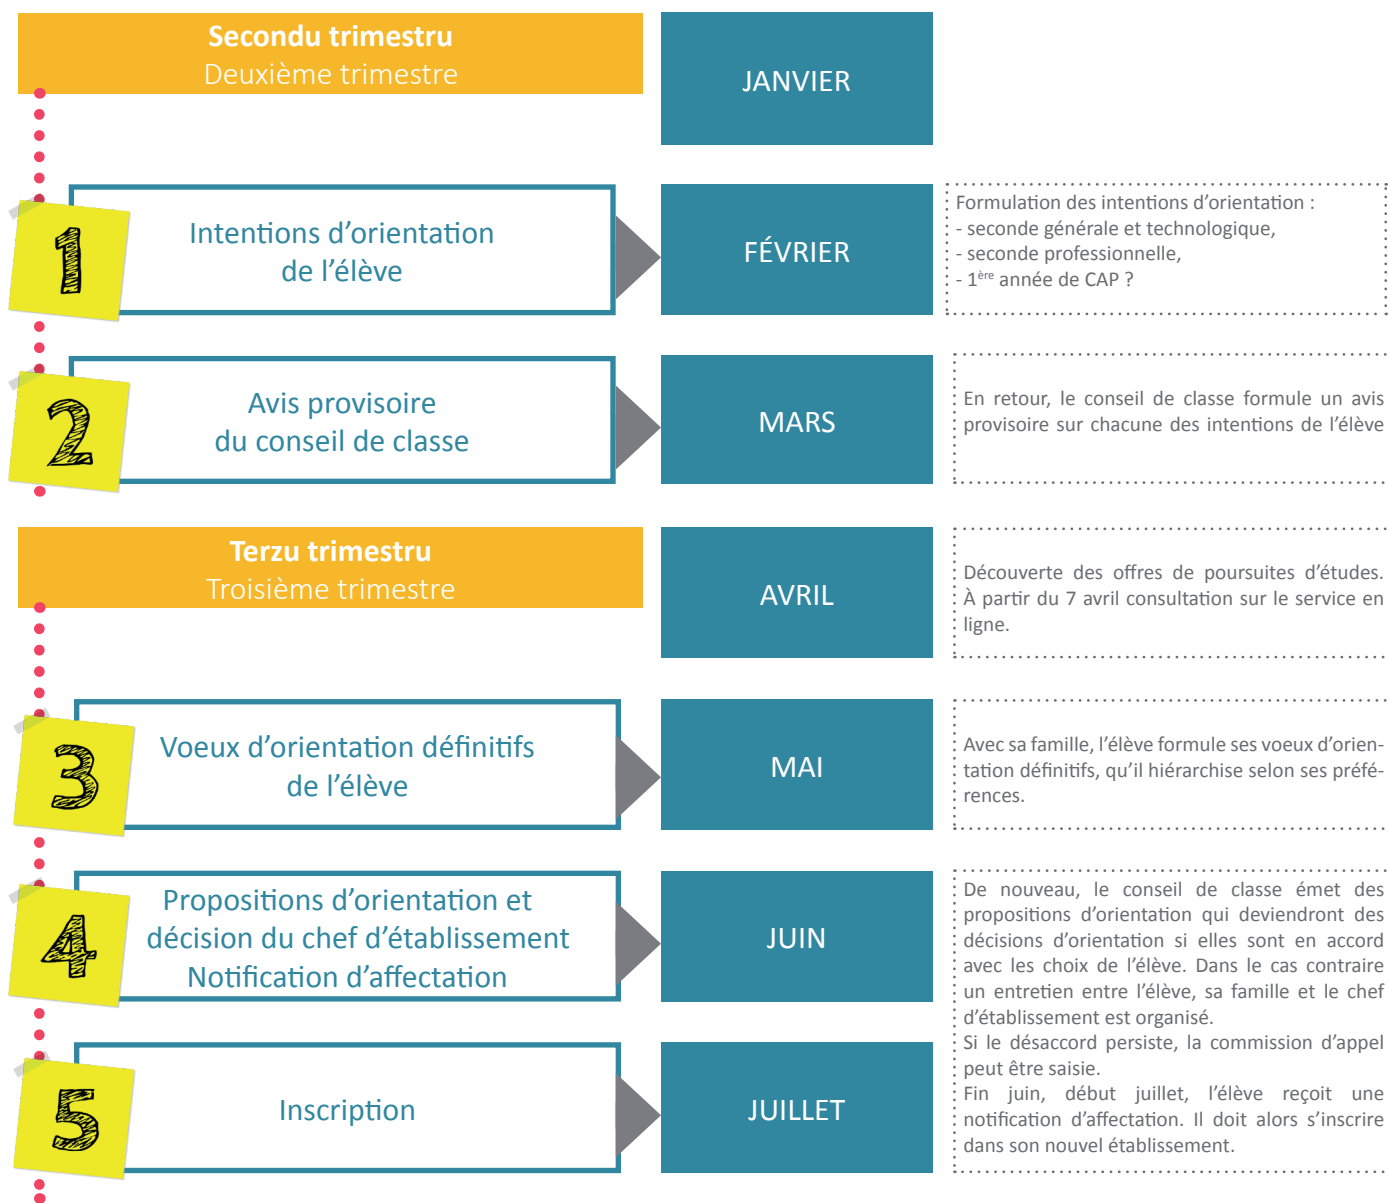 Secondu trimestru
Deuxième trimestre
JANVIER
1
Intentions d'orientation
de l'élève
FÉVRIER
Formulation des intentions d'orientation :
- seconde générale et technologique,
- seconde professionnelle,
- 1ère année de CAP ?
2
Avis provisoire
du conseil de classe
MARS
En retour, le conseil de classe formule un avis
provisoire sur chacune des intentions de l'élève
Terzu trimestru
Troisième trimestre
AVRIL
Découverte des offres de poursuites d'études.
À partir du 7 avril consultation sur le service en
ligne.
3
Voeux d'orientation définitifs
de l'élève
MAI
Avec sa famille, l'élève formule ses voeux d'orien-
tation définitifs, qu'il hiérarchise selon ses préfé-
rences.
4
Propositions d'orientation et
décision du chef d'établissement
Notification d'affectation
JUIN
De nouveau, le conseil de classe émet des
propositions d'orientation qui deviendront des
décisions d'orientation si elles sont en accord
avec les choix de l'élève. Dans le cas contraire
un entretien entre l'élève, sa famille et le chef
d'établissement est organisé.
Si le désaccord persiste, la commission d'appel
peut être saisie.
Fin juin, début juillet, l'élève reçoit une
notification d'affectation. Il doit alors s'inscrire
dans son nouvel établissement.
5
Inscription
JUILLET